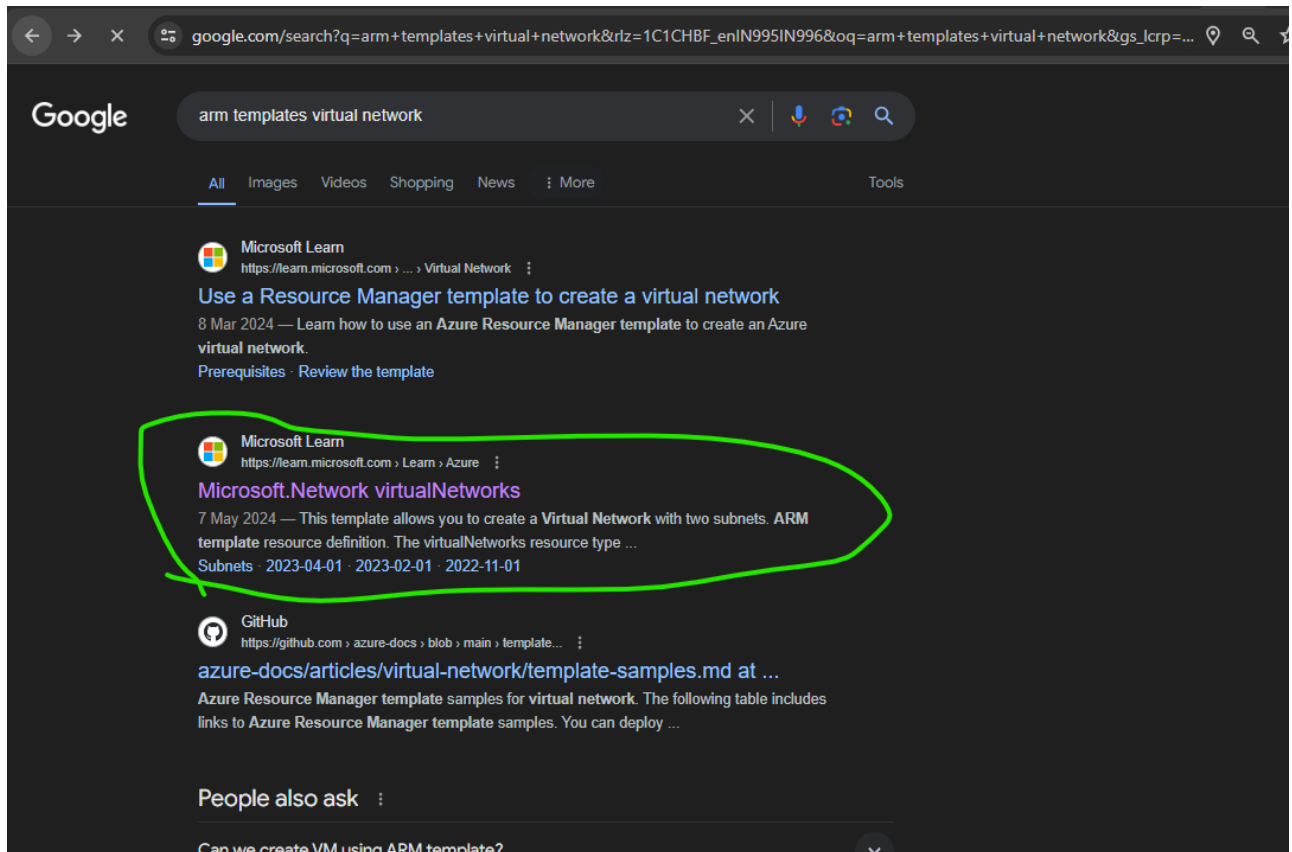 google.com/search?q=arm+templates+virtual+network&rlz=1C1CHBF_enIN995IN996&oq=arm+templates+virtual+network&gs_lcrp=...
Google
arm templates virtual network
All Images Videos Shopping News More Tools
Microsoft Learn
https://learn.microsoft.com › ... › Virtual Network
Use a Resource Manager template to create a virtual network
8 Mar 2024 — Learn how to use an Azure Resource Manager template to create an Azure
virtual network.
Prerequisites · Review the template
Microsoft Learn
https://learn.microsoft.com › Learn › Azure
Microsoft.Network virtualNetworks
7 May 2024 — This template allows you to create a Virtual Network with two subnets. ARM
template resource definition. The virtualNetworks resource type ...
Subnets · 2023-04-01 · 2023-02-01 · 2022-11-01
GitHub
https://github.com › azure-docs › blob › main › template...
azure-docs/articles/virtual-network/template-samples.md at ...
Azure Resource Manager template samples for virtual network. The following table includes
links to Azure Resource Manager template samples. You can deploy ...
People also ask
Can we create VM using ARM template?